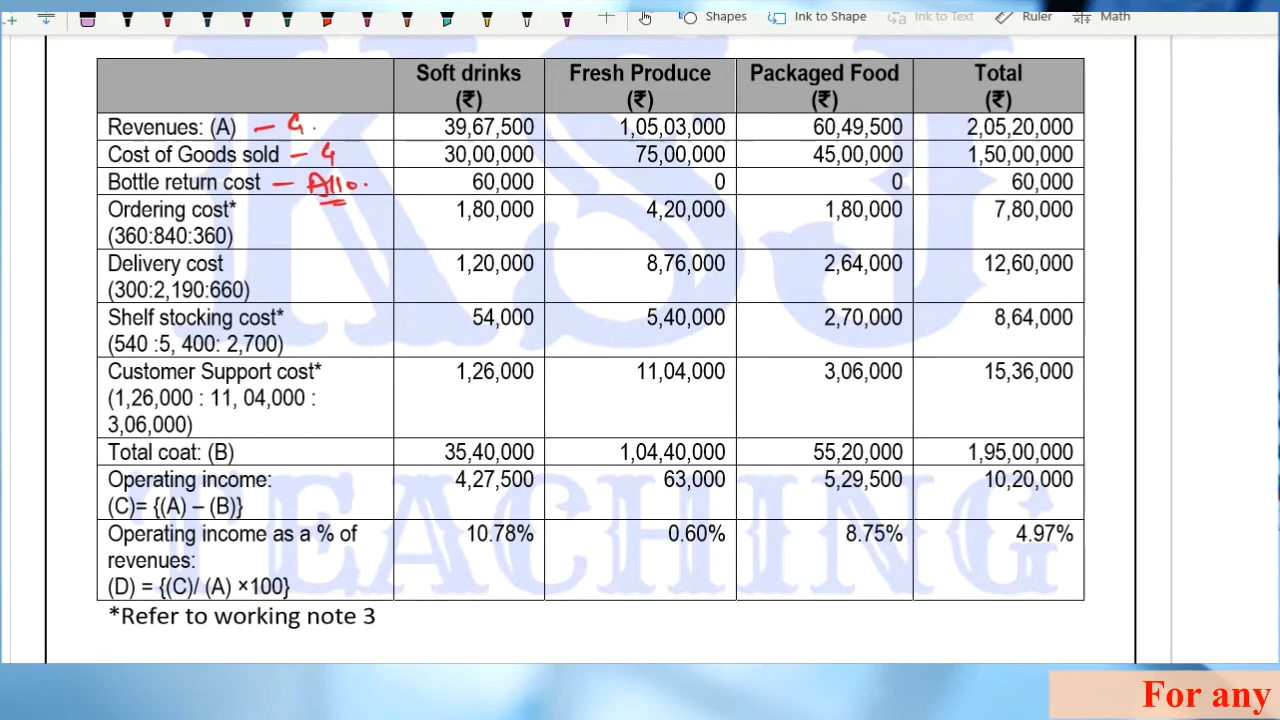 Shapes Ink to Shape Ink to Text Ruler Math
Soft drinks Fresh Produce Packaged Food Total
(₹) (₹) (₹) (₹)
Revenues: (A) – G. 39,67,500 1,05,03,000 60,49,500 2,05,20,000
Cost of Goods sold – G 30,00,000 75,00,000 45,00,000 1,50,00,000
Bottle return cost – Allo. 60,000 0 0 60,000
Ordering cost* 1,80,000 4,20,000 1,80,000 7,80,000
(360:840:360)
Delivery cost 1,20,000 8,76,000 2,64,000 12,60,000
(300:2,190:660)
Shelf stocking cost* 54,000 5,40,000 2,70,000 8,64,000
(540 :5, 400: 2,700)
Customer Support cost* 1,26,000 11,04,000 3,06,000 15,36,000
(1,26,000 : 11, 04,000 :
3,06,000)
Total coat: (B) 35,40,000 1,04,40,000 55,20,000 1,95,00,000
Operating income: 4,27,500 63,000 5,29,500 10,20,000
(C)= {(A) – (B)}
Operating income as a % of 10.78% 0.60% 8.75% 4.97%
revenues:
(D) = {(C)/ (A) ×100}
*Refer to working note 3
KSJ
TEACHING
For any